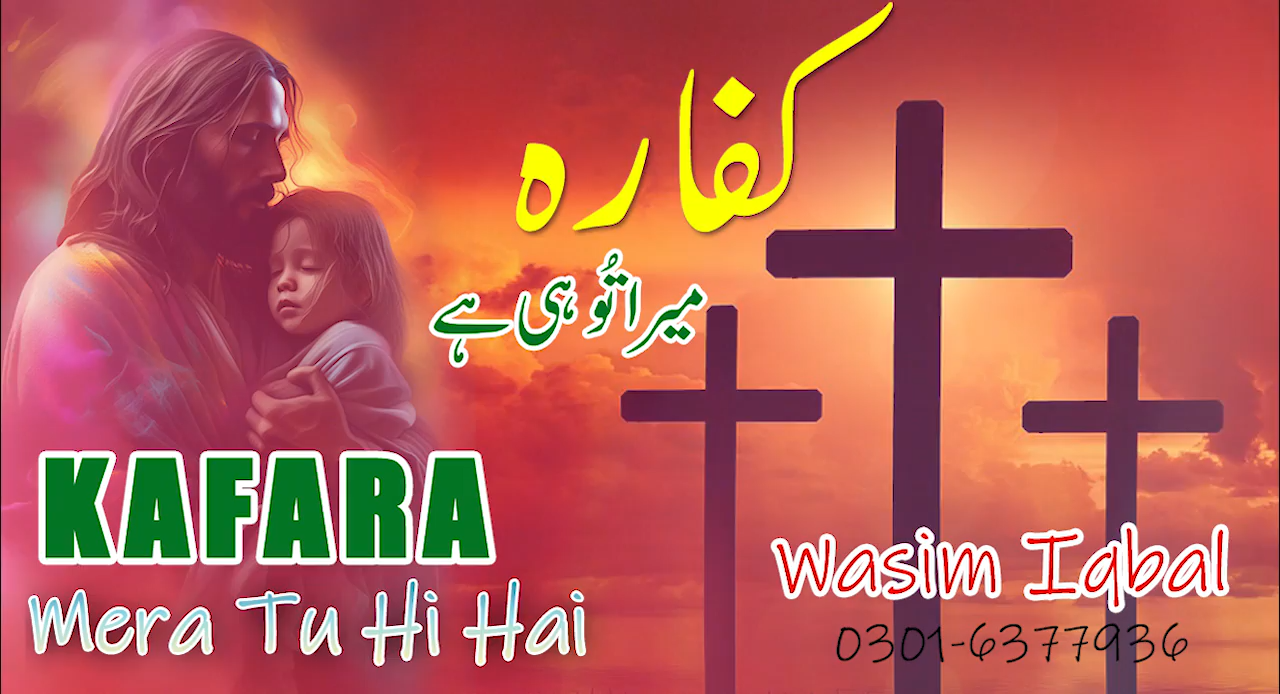 کفارہ
میرا تُو ہی ہے
KAFARA
Mera Tu Hi Hai
Wasim Iqbal
0301-6377936